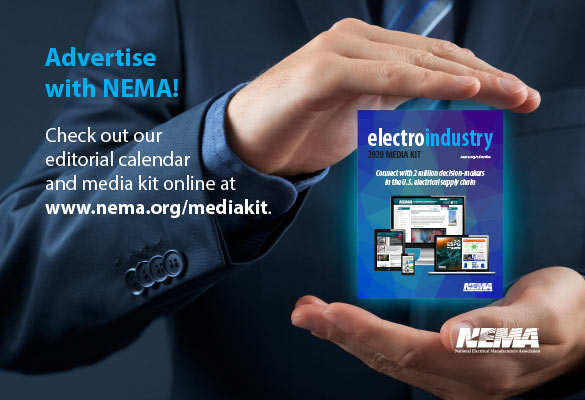 Advertise
with NEMA!
Check out our
editorial calendar
and media kit online at
www.nema.org/mediakit.
electroindustry
2020 MEDIA KIT
Connect with 2 million decision-makers
in the U.S. electrical supply chain
NEMA
NEMA
NEMA
National Electrical Manufacturers Association